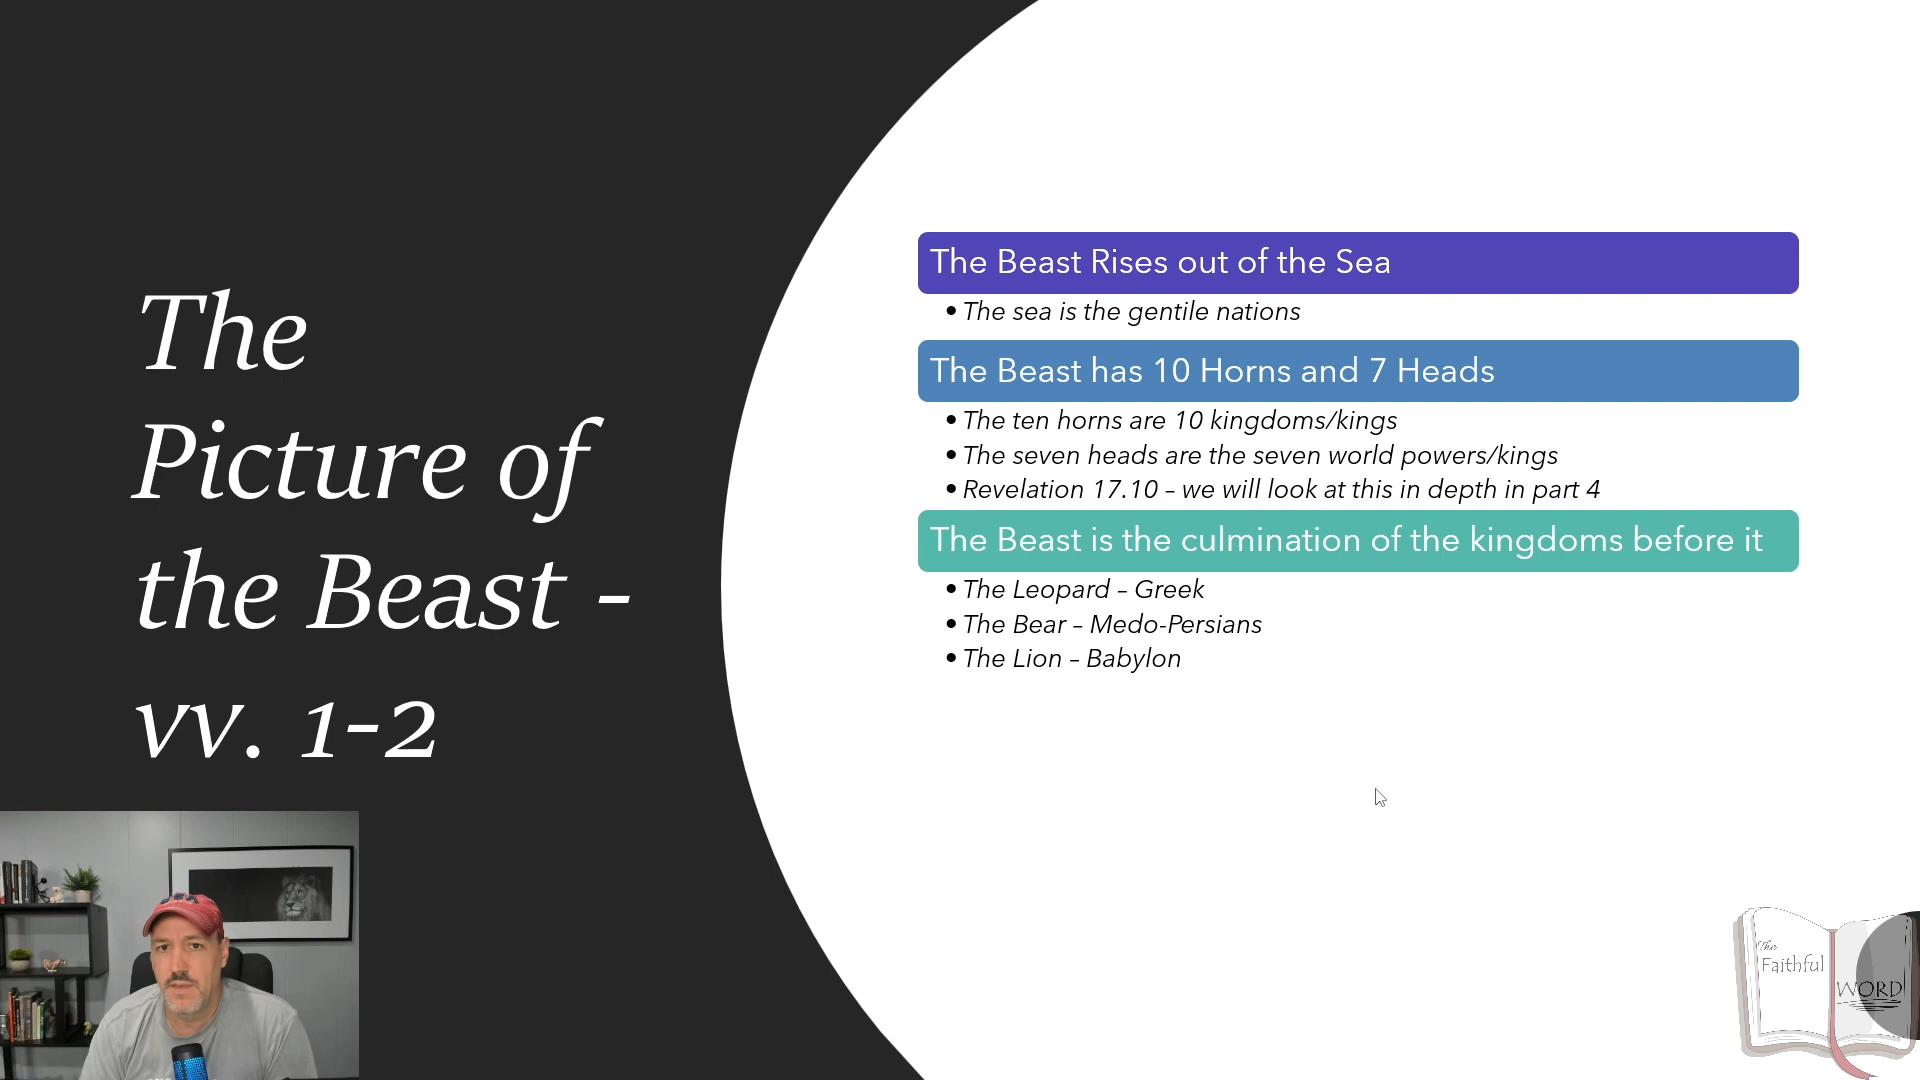 The
Picture of
the Beast -
vv. 1-2
The Beast Rises out of the Sea
• The sea is the gentile nations
The Beast has 10 Horns and 7 Heads
• The ten horns are 10 kingdoms/kings
• The seven heads are the seven world powers/kings
• Revelation 17.10 – we will look at this in depth in part 4
The Beast is the culmination of the kingdoms before it
• The Leopard – Greek
• The Bear – Medo-Persians
• The Lion – Babylon
The
Faithful
WORD